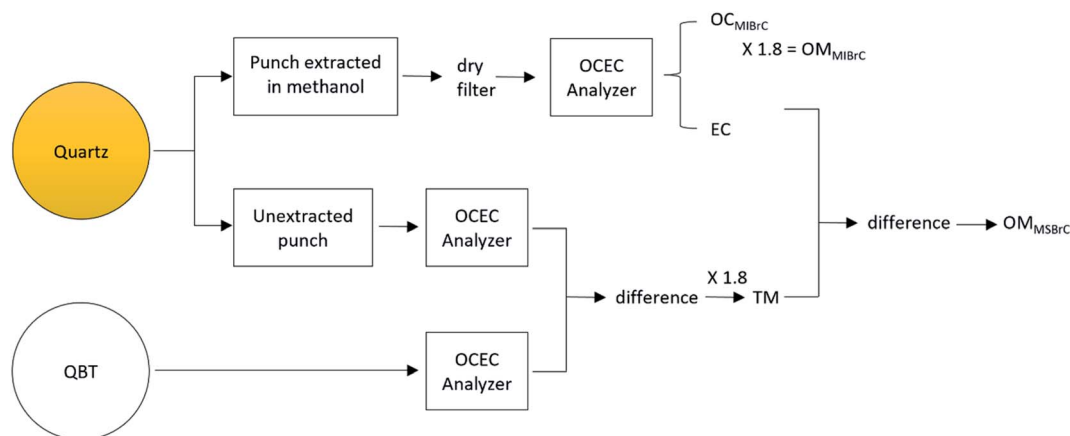 OC_MIBrC
X 1.8 = OM_MIBrC
Punch extracted
in methanol
dry
filter
OCEC
Analyzer
EC
Quartz
Unextracted
punch
OCEC
Analyzer
difference
OM_MSBrC
X 1.8
difference
TM
QBT
OCEC
Analyzer